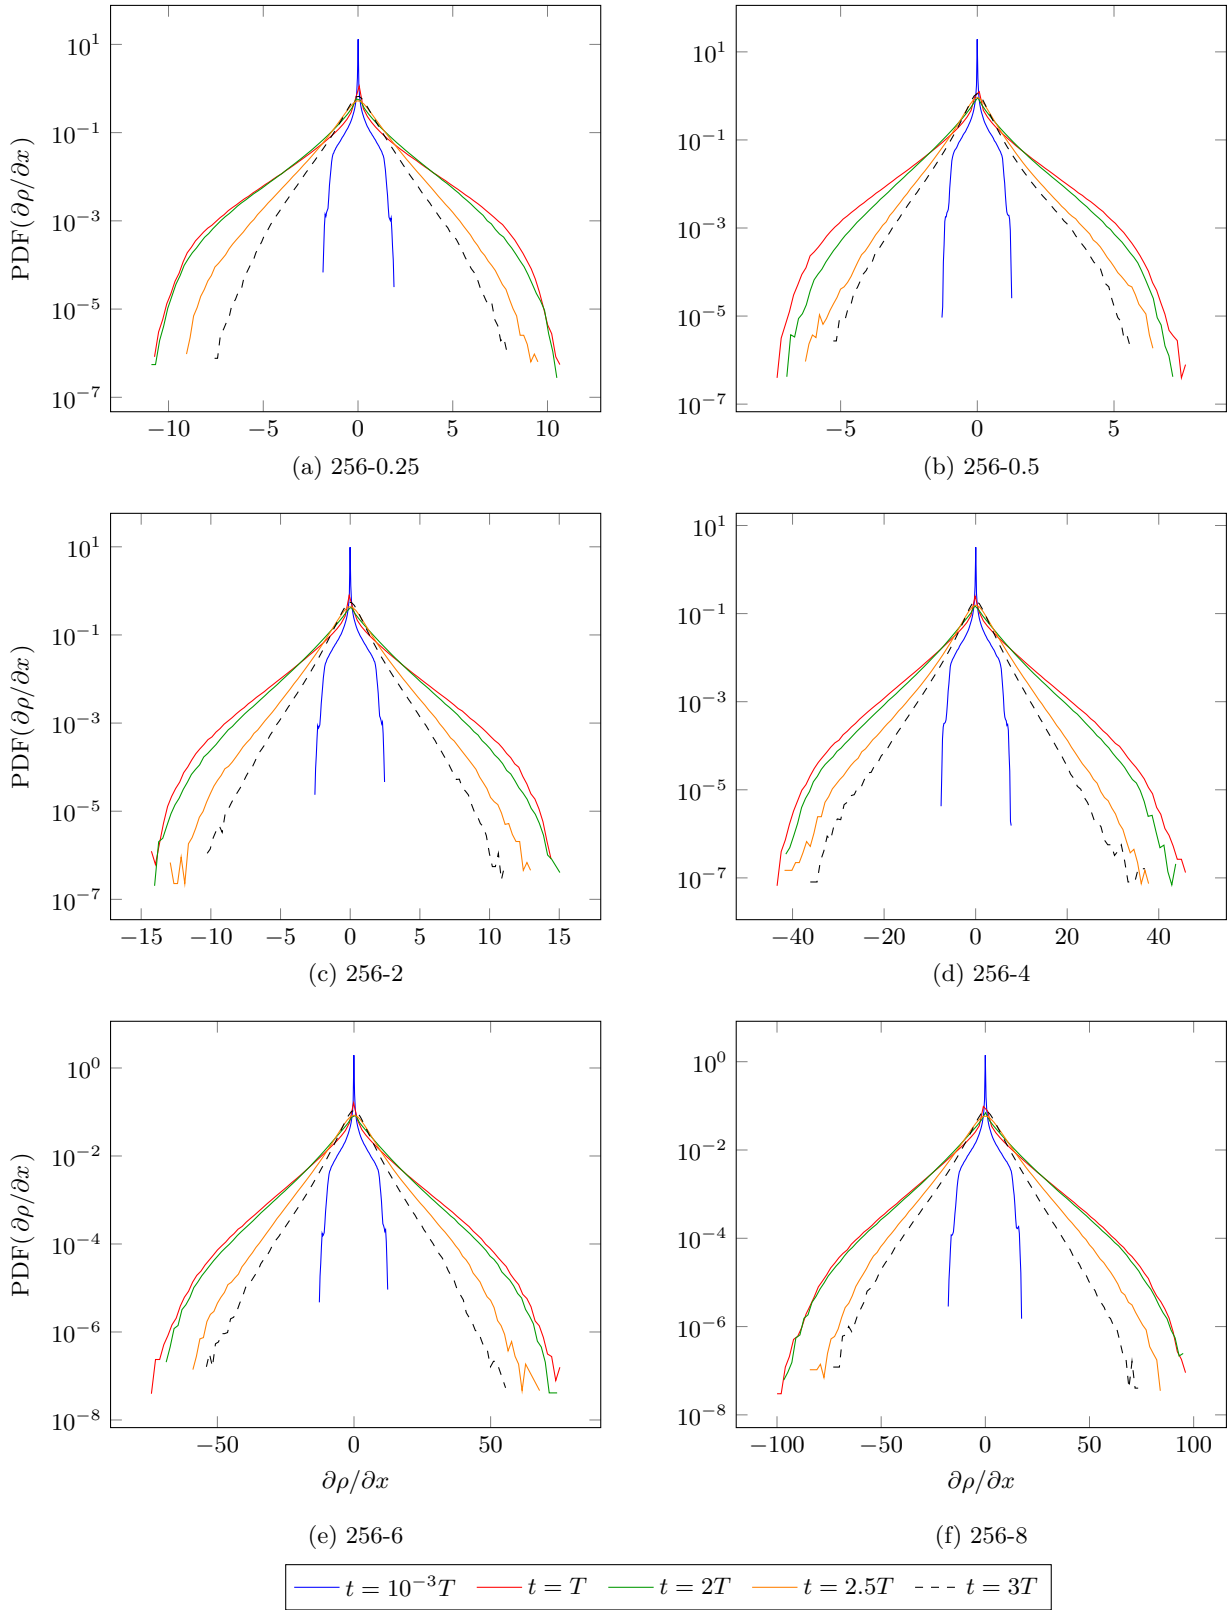 PDF(∂ρ/∂x)
10^1
10^−1
10^−3
10^−5
10^−7
−10 −5 0 5 10
(a) 256-0.25
10^1
10^−1
10^−3
10^−5
10^−7
−5 0 5
(b) 256-0.5
PDF(∂ρ/∂x)
10^1
10^−1
10^−3
10^−5
10^−7
−15 −10 −5 0 5 10 15
(c) 256-2
10^1
10^−1
10^−3
10^−5
10^−7
−40 −20 0 20 40
(d) 256-4
PDF(∂ρ/∂x)
10^0
10^−2
10^−4
10^−6
10^−8
−50 0 50
∂ρ/∂x
(e) 256-6
10^0
10^−2
10^−4
10^−6
10^−8
−100 −50 0 50 100
∂ρ/∂x
(f) 256-8
t = 10^−3T t = T t = 2T t = 2.5T t = 3T